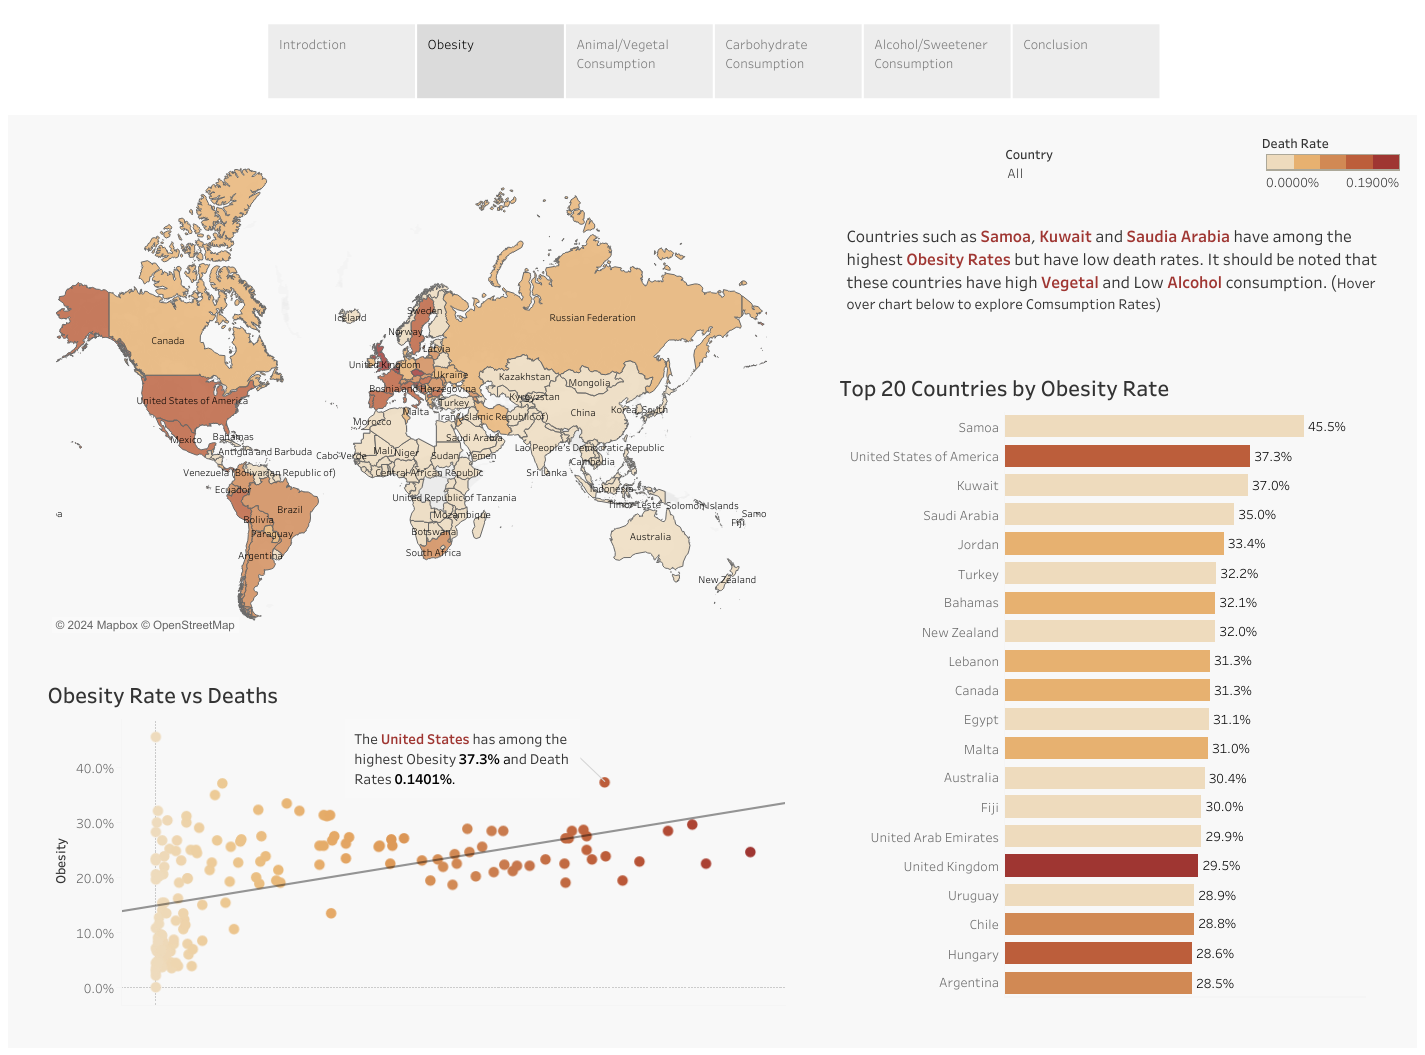 Introdction
Obesity
Animal/Vegetal
Consumption
Carbohydrate
Consumption
Alcohol/Sweetener
Consumption
Conclusion
Country
All
Death Rate
0.0000%
0.1900%
Countries such as Samoa, Kuwait and Saudia Arabia have among the
highest Obesity Rates but have low death rates. It should be noted that
these countries have high Vegetal and Low Alcohol consumption. (Hover
over chart below to explore Comsumption Rates)
Iceland
Sweden
Norway
Russian Federation
Canada
Latvia
United Kingdom
Ukraine
Kazakhstan
Mongolia
Bosnia and Herzegovina
Kyrgyzstan
United States of America
Turkey
Malta
China
Korea, South
Iran (Islamic Republic of)
Morocco
Mexico
Bahamas
Saudi Arabia
Antigua and Barbuda
Cabo Verde
Mali
Niger
Sudan
Yemen
Lao People's Democratic Republic
Cambodia
Venezuela (Bolivarian Republic of)
Central African Republic
Sri Lanka
Ecuador
Indonesia
United Republic of Tanzania
Brazil
Timor-Leste
Solomon Islands
Mozambique
Samo
Fiji
a
Bolivia
Paraguay
Botswana
Australia
Argentina
South Africa
New Zealand
© 2024 Mapbox © OpenStreetMap
Top 20 Countries by Obesity Rate
Samoa 45.5%
United States of America 37.3%
Kuwait 37.0%
Saudi Arabia 35.0%
Jordan 33.4%
Turkey 32.2%
Bahamas 32.1%
New Zealand 32.0%
Lebanon 31.3%
Canada 31.3%
Egypt 31.1%
Malta 31.0%
Australia 30.4%
Fiji 30.0%
United Arab Emirates 29.9%
United Kingdom 29.5%
Uruguay 28.9%
Chile 28.8%
Hungary 28.6%
Argentina 28.5%
Obesity Rate vs Deaths
The United States has among the
highest Obesity 37.3% and Death
Rates 0.1401%.
Obesity
40.0%
30.0%
20.0%
10.0%
0.0%